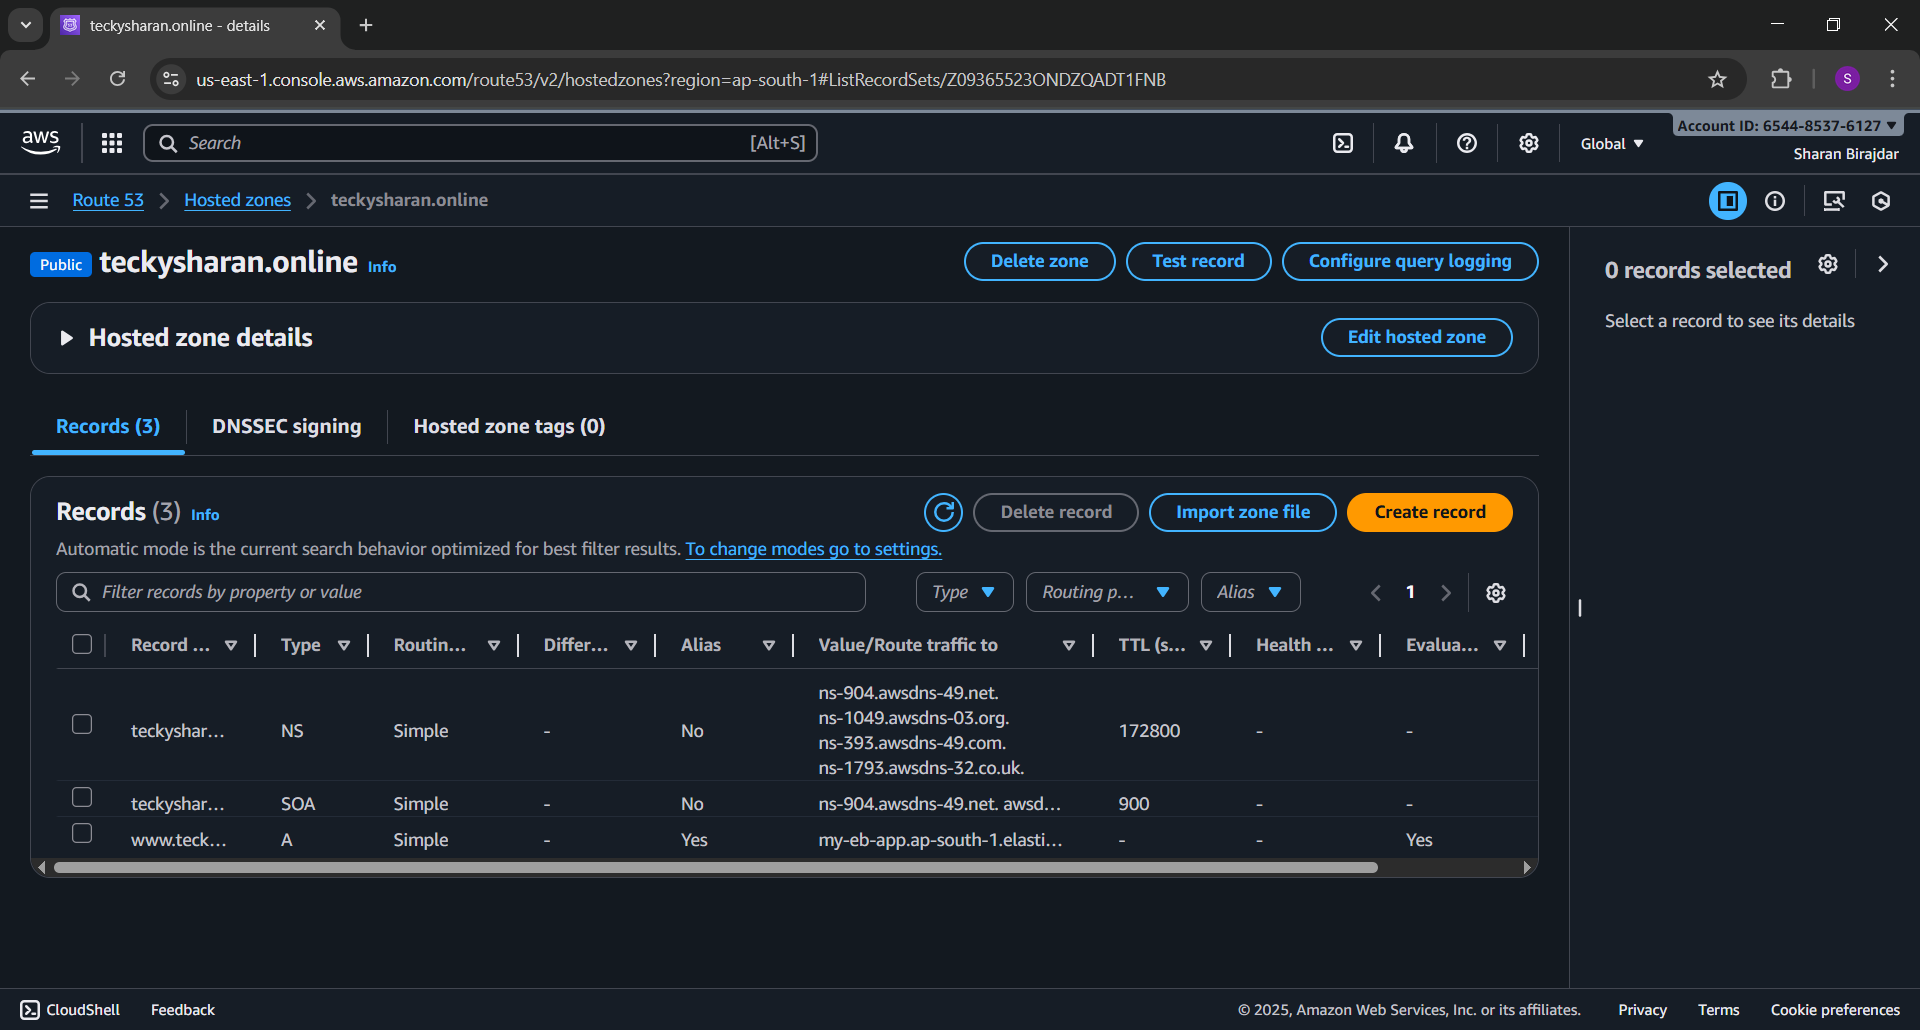 teckysharan.online - details
us-east-1.console.aws.amazon.com/route53/v2/hostedzones?region=ap-south-1#ListRecordSets/Z09365523ONDZQADT1FNB
S
aws
Search [Alt+S]
Global
Account ID: 6544-8537-6127
Sharan Birajdar
Route 53 Hosted zones teckysharan.online
Public teckysharan.online Info
Delete zone Test record Configure query logging
0 records selected
Select a record to see its details
Hosted zone details Edit hosted zone
Records (3) DNSSEC signing Hosted zone tags (0)
Records (3) Info
Delete record Import zone file Create record
Automatic mode is the current search behavior optimized for best filter results. To change modes go to settings.
Filter records by property or value Type Routing p... Alias 1
Record ... Type Routin... Differ... Alias Value/Route traffic to TTL (s... Health ... Evalua...
teckyshar... NS Simple - No ns-904.awsdns-49.net.
ns-1049.awsdns-03.org.
ns-393.awsdns-49.com.
ns-1793.awsdns-32.co.uk. 172800 - -
teckyshar... SOA Simple - No ns-904.awsdns-49.net. awsd... 900 - -
www.teck... A Simple - Yes my-eb-app.ap-south-1.elasti... - - Yes
CloudShell Feedback © 2025, Amazon Web Services, Inc. or its affiliates. Privacy Terms Cookie preferences